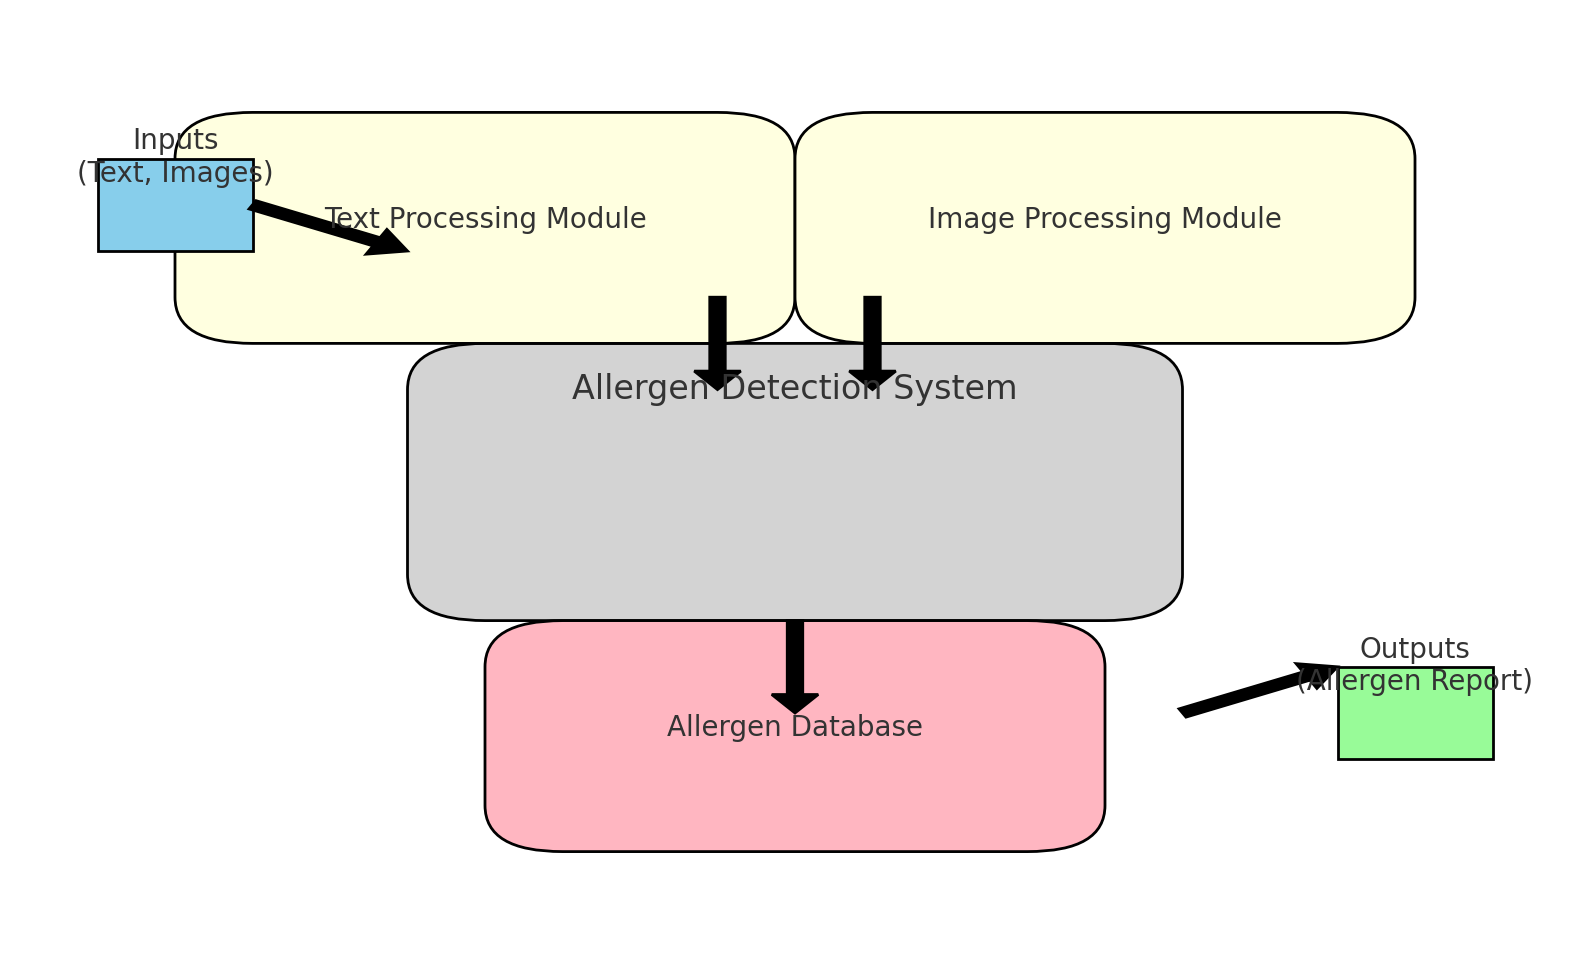 Inputs
(Text, Images)
Text Processing Module
Image Processing Module
Allergen Detection System
Outputs
(Allergen Report)
Allergen Database